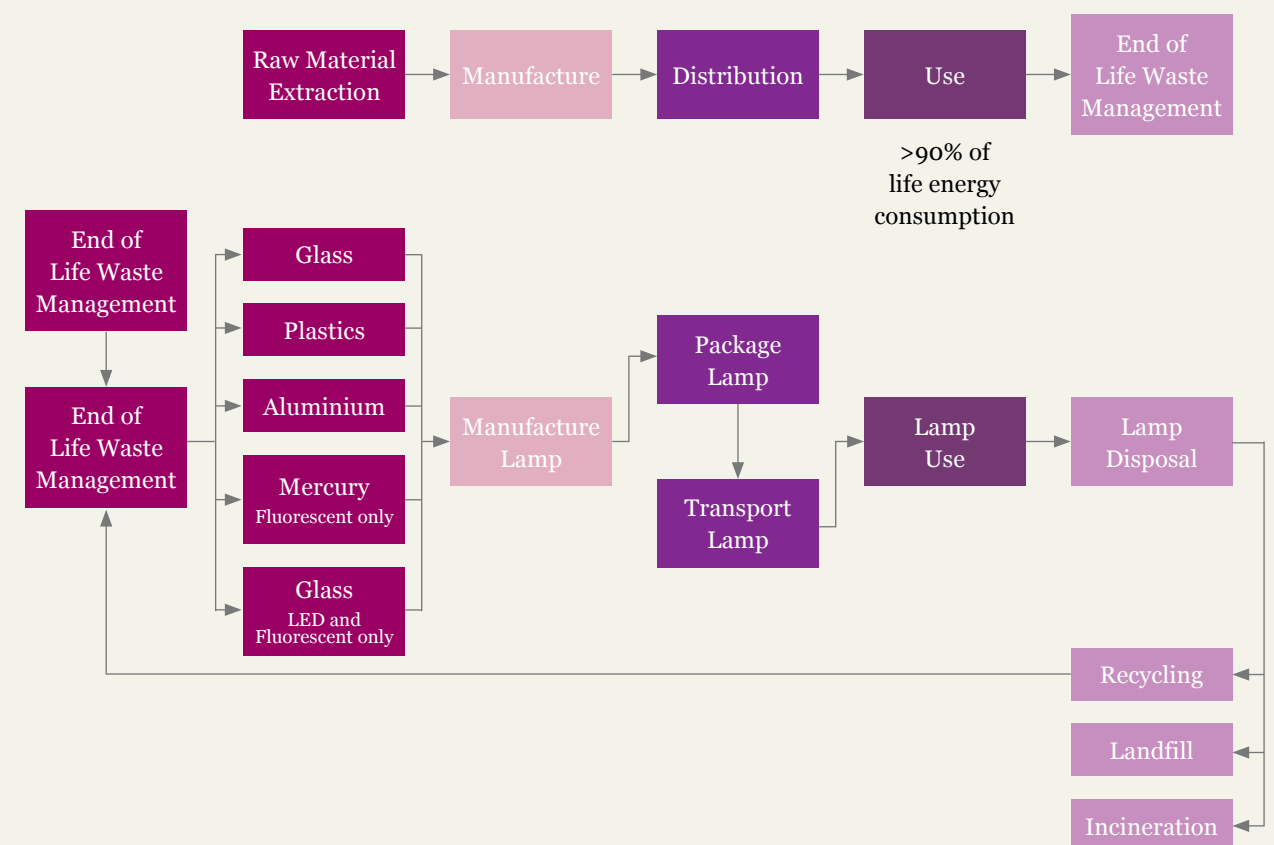 Raw Material
Extraction
Manufacture
Distribution
Use
End of
Life Waste
Management
>90% of
life energy
consumption
End of
Life Waste
Management
End of
Life Waste
Management
Glass
Plastics
Aluminium
Mercury
Fluorescent only
Glass
LED and
Fluorescent only
Manufacture
Lamp
Package
Lamp
Transport
Lamp
Lamp
Use
Lamp
Disposal
Recycling
Landfill
Incineration